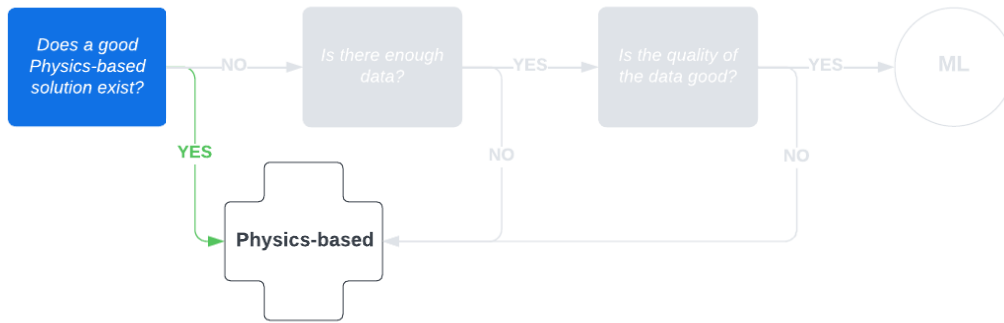 Does a good
Physics-based
solution exist?
NO
Is there enough
data?
YES
Is the quality of
the data good?
YES
ML
YES
NO
NO
Physics-based